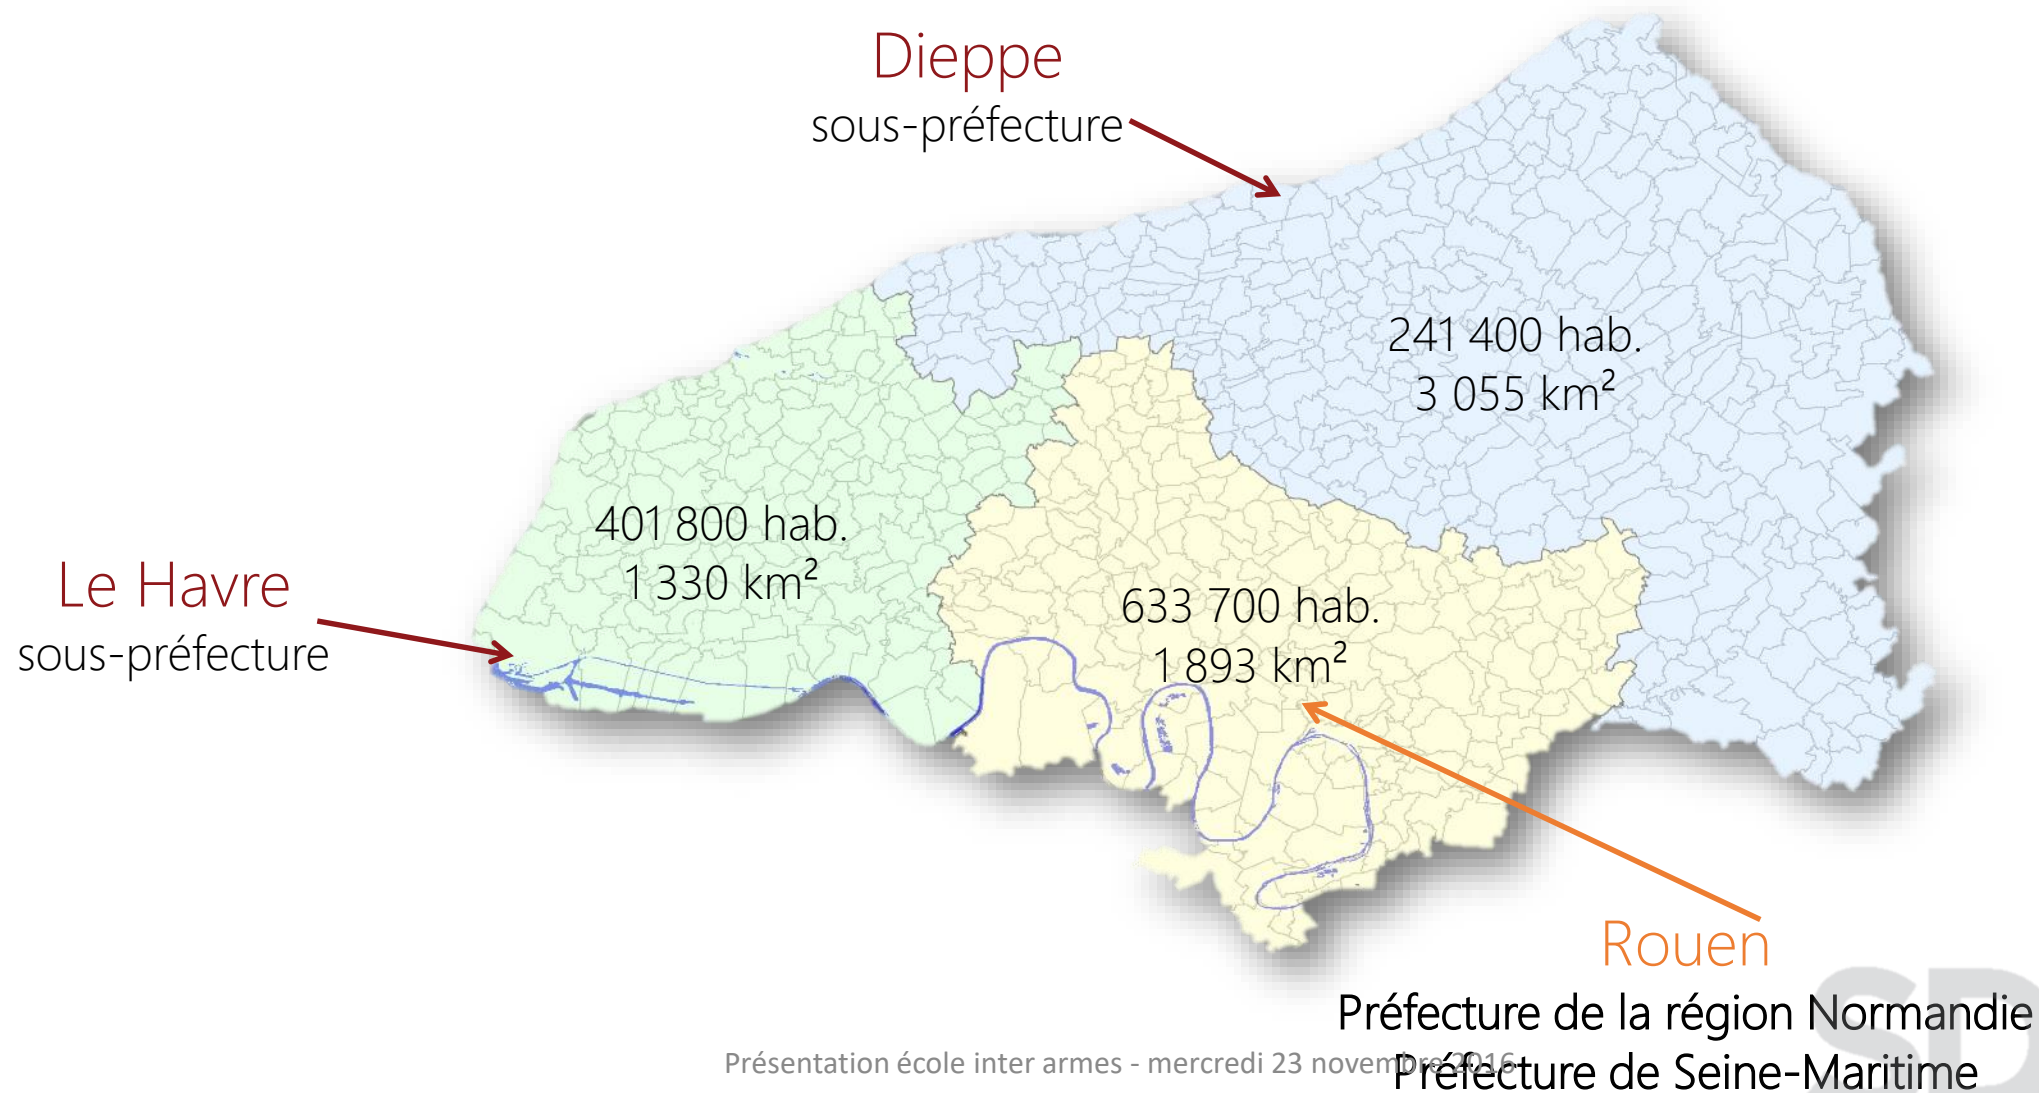 Dieppe
sous-préfecture
241 400 hab.
3 055 km²
401 800 hab.
1 330 km²
Le Havre
sous-préfecture
633 700 hab.
1 893 km²
Rouen
Préfecture de la région Normandie
Préfecture de Seine-Maritime
Présentation école inter armes - mercredi 23 novembre 2016
SD